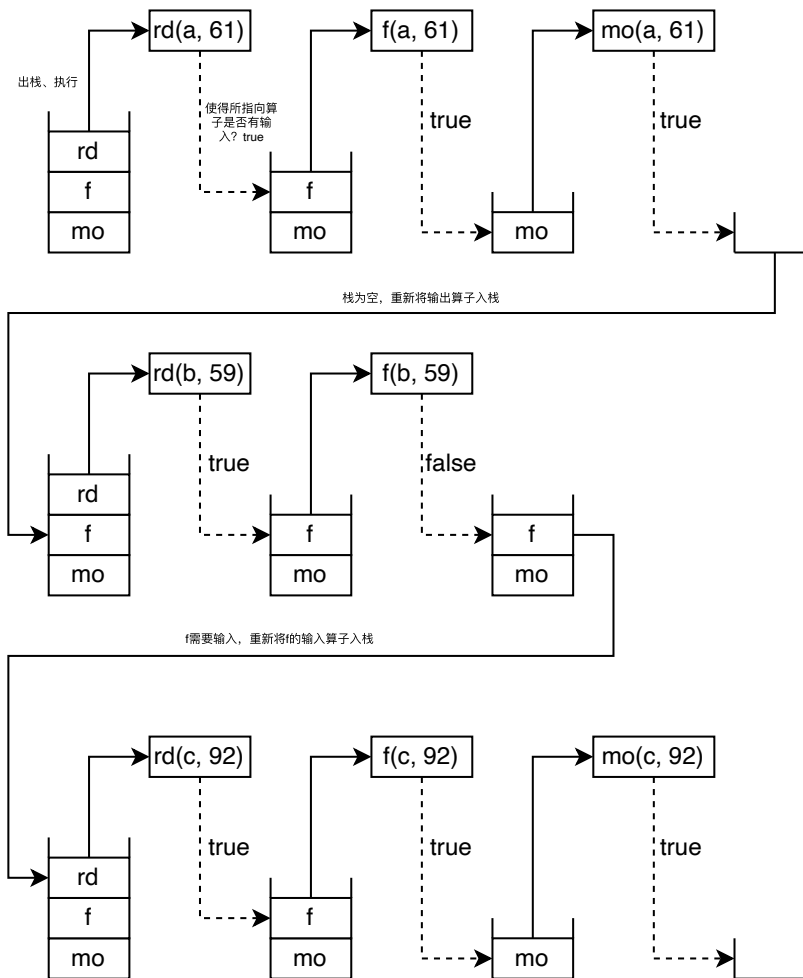 rd(a, 61)
f(a, 61)
mo(a, 61)
出栈、执行
使得所指向算
子是否有输
入？true
true
true
rd
f
mo
f
mo
mo
栈为空，重新将输出算子入栈
rd(b, 59)
f(b, 59)
true
false
rd
f
mo
f
mo
f
mo
f需要输入，重新将f的输入算子入栈
rd(c, 92)
f(c, 92)
mo(c, 92)
true
true
true
rd
f
mo
f
mo
mo